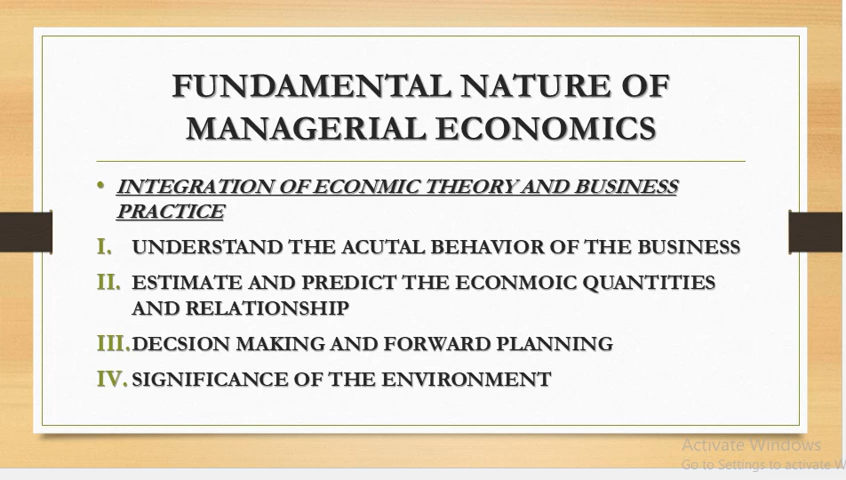 FUNDAMENTAL NATURE OF
MANAGERIAL ECONOMICS
• INTEGRATION OF ECONMIC THEORY AND BUSINESS
PRACTICE
I. UNDERSTAND THE ACUTAL BEHAVIOR OF THE BUSINESS
II. ESTIMATE AND PREDICT THE ECONMOIC QUANTITIES
AND RELATIONSHIP
III. DECSION MAKING AND FORWARD PLANNING
IV. SIGNIFICANCE OF THE ENVIRONMENT
Activate Windows
Go to Settings to activate W